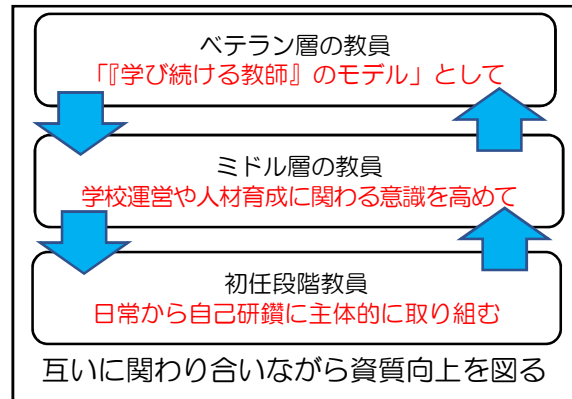 ベテラン層の教員
「『学び続ける教師』のモデル」として
ミドル層の教員
学校運営や人材育成に関わる意識を高めて
初任段階教員
日常から自己研鑽に主体的に取り組む
互いに関わり合いながら資質向上を図る